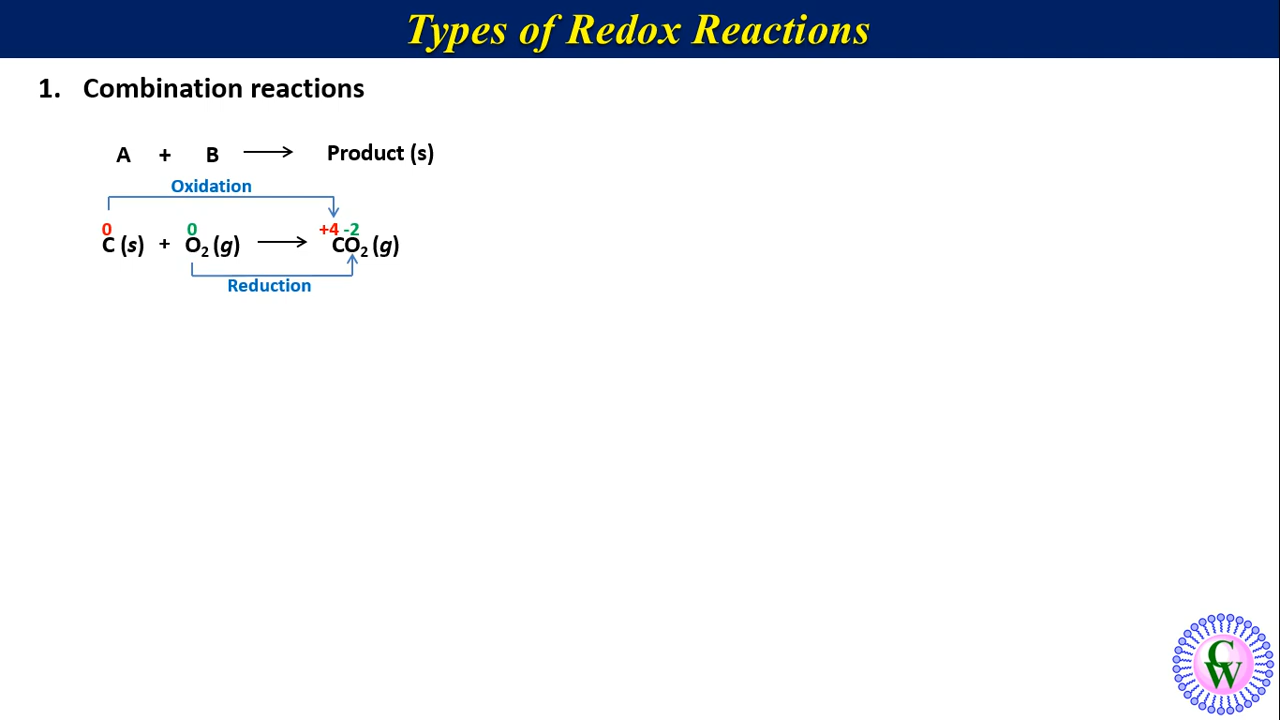 Types of Redox Reactions
1. Combination reactions
A + B ⟶ Product (s)
Oxidation
0 0 +4 -2
C (s) + O₂ (g) ⟶ CO₂ (g)
Reduction
C
W